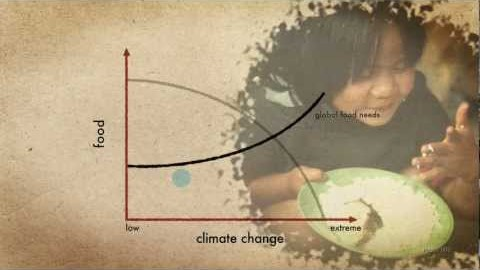 global food needs
food
low
extreme
climate change